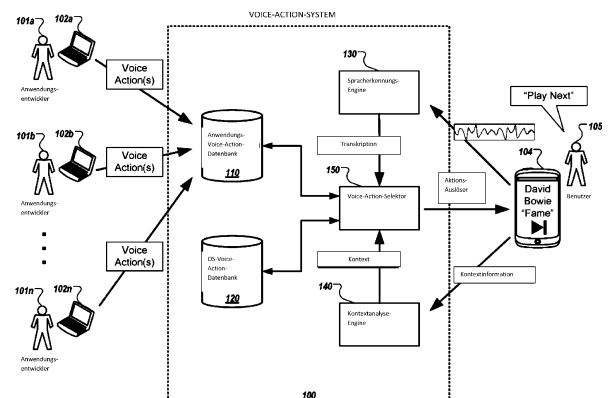 VOICE-ACTION-SYSTEM
101a
102a
Voice
Action(s)
Anwendungs-
entwickler
101b
102b
Voice
Action(s)
Anwendungs-
entwickler
101n
102n
Voice
Action(s)
Anwendungs-
entwickler
Anwendungs-
Voice-Action-
Datenbank
110
OS-Voice-
Action-
Datenbank
120
130
Spracherkennungs-
Engine
Transkription
150
Voice-Action-Selektor
Kontext
140
Kontextanalyse-
Engine
100
Aktions-
Auslöser
Kontextinformation
"Play Next"
104
105
David
Bowie
"Fame"
Benutzer